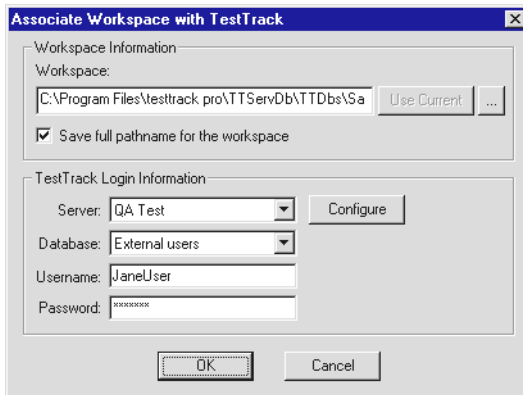 Associate Workspace with TestTrack
Workspace Information
Workspace:
C:\Program Files\testtrack pro\TTServDb\TTDbs\Sa
Use Current
...
Save full pathname for the workspace
TestTrack Login Information
Server: QA Test
Configure
Database: External users
Username: JaneUser
Password: *******
OK
Cancel